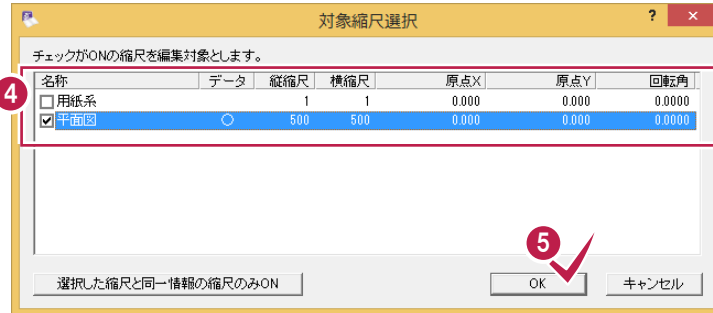 対象縮尺選択
? ×
チェックがONの縮尺を編集対象とします。
4
名称 データ 縦縮尺 横縮尺 原点X 原点Y 回転角
用紙系 1 1 0.000 0.000 0.0000
平面図 ○ 500 500 0.000 0.000 0.0000
5
選択した縮尺と同一情報の縮尺のみON OK キャンセル